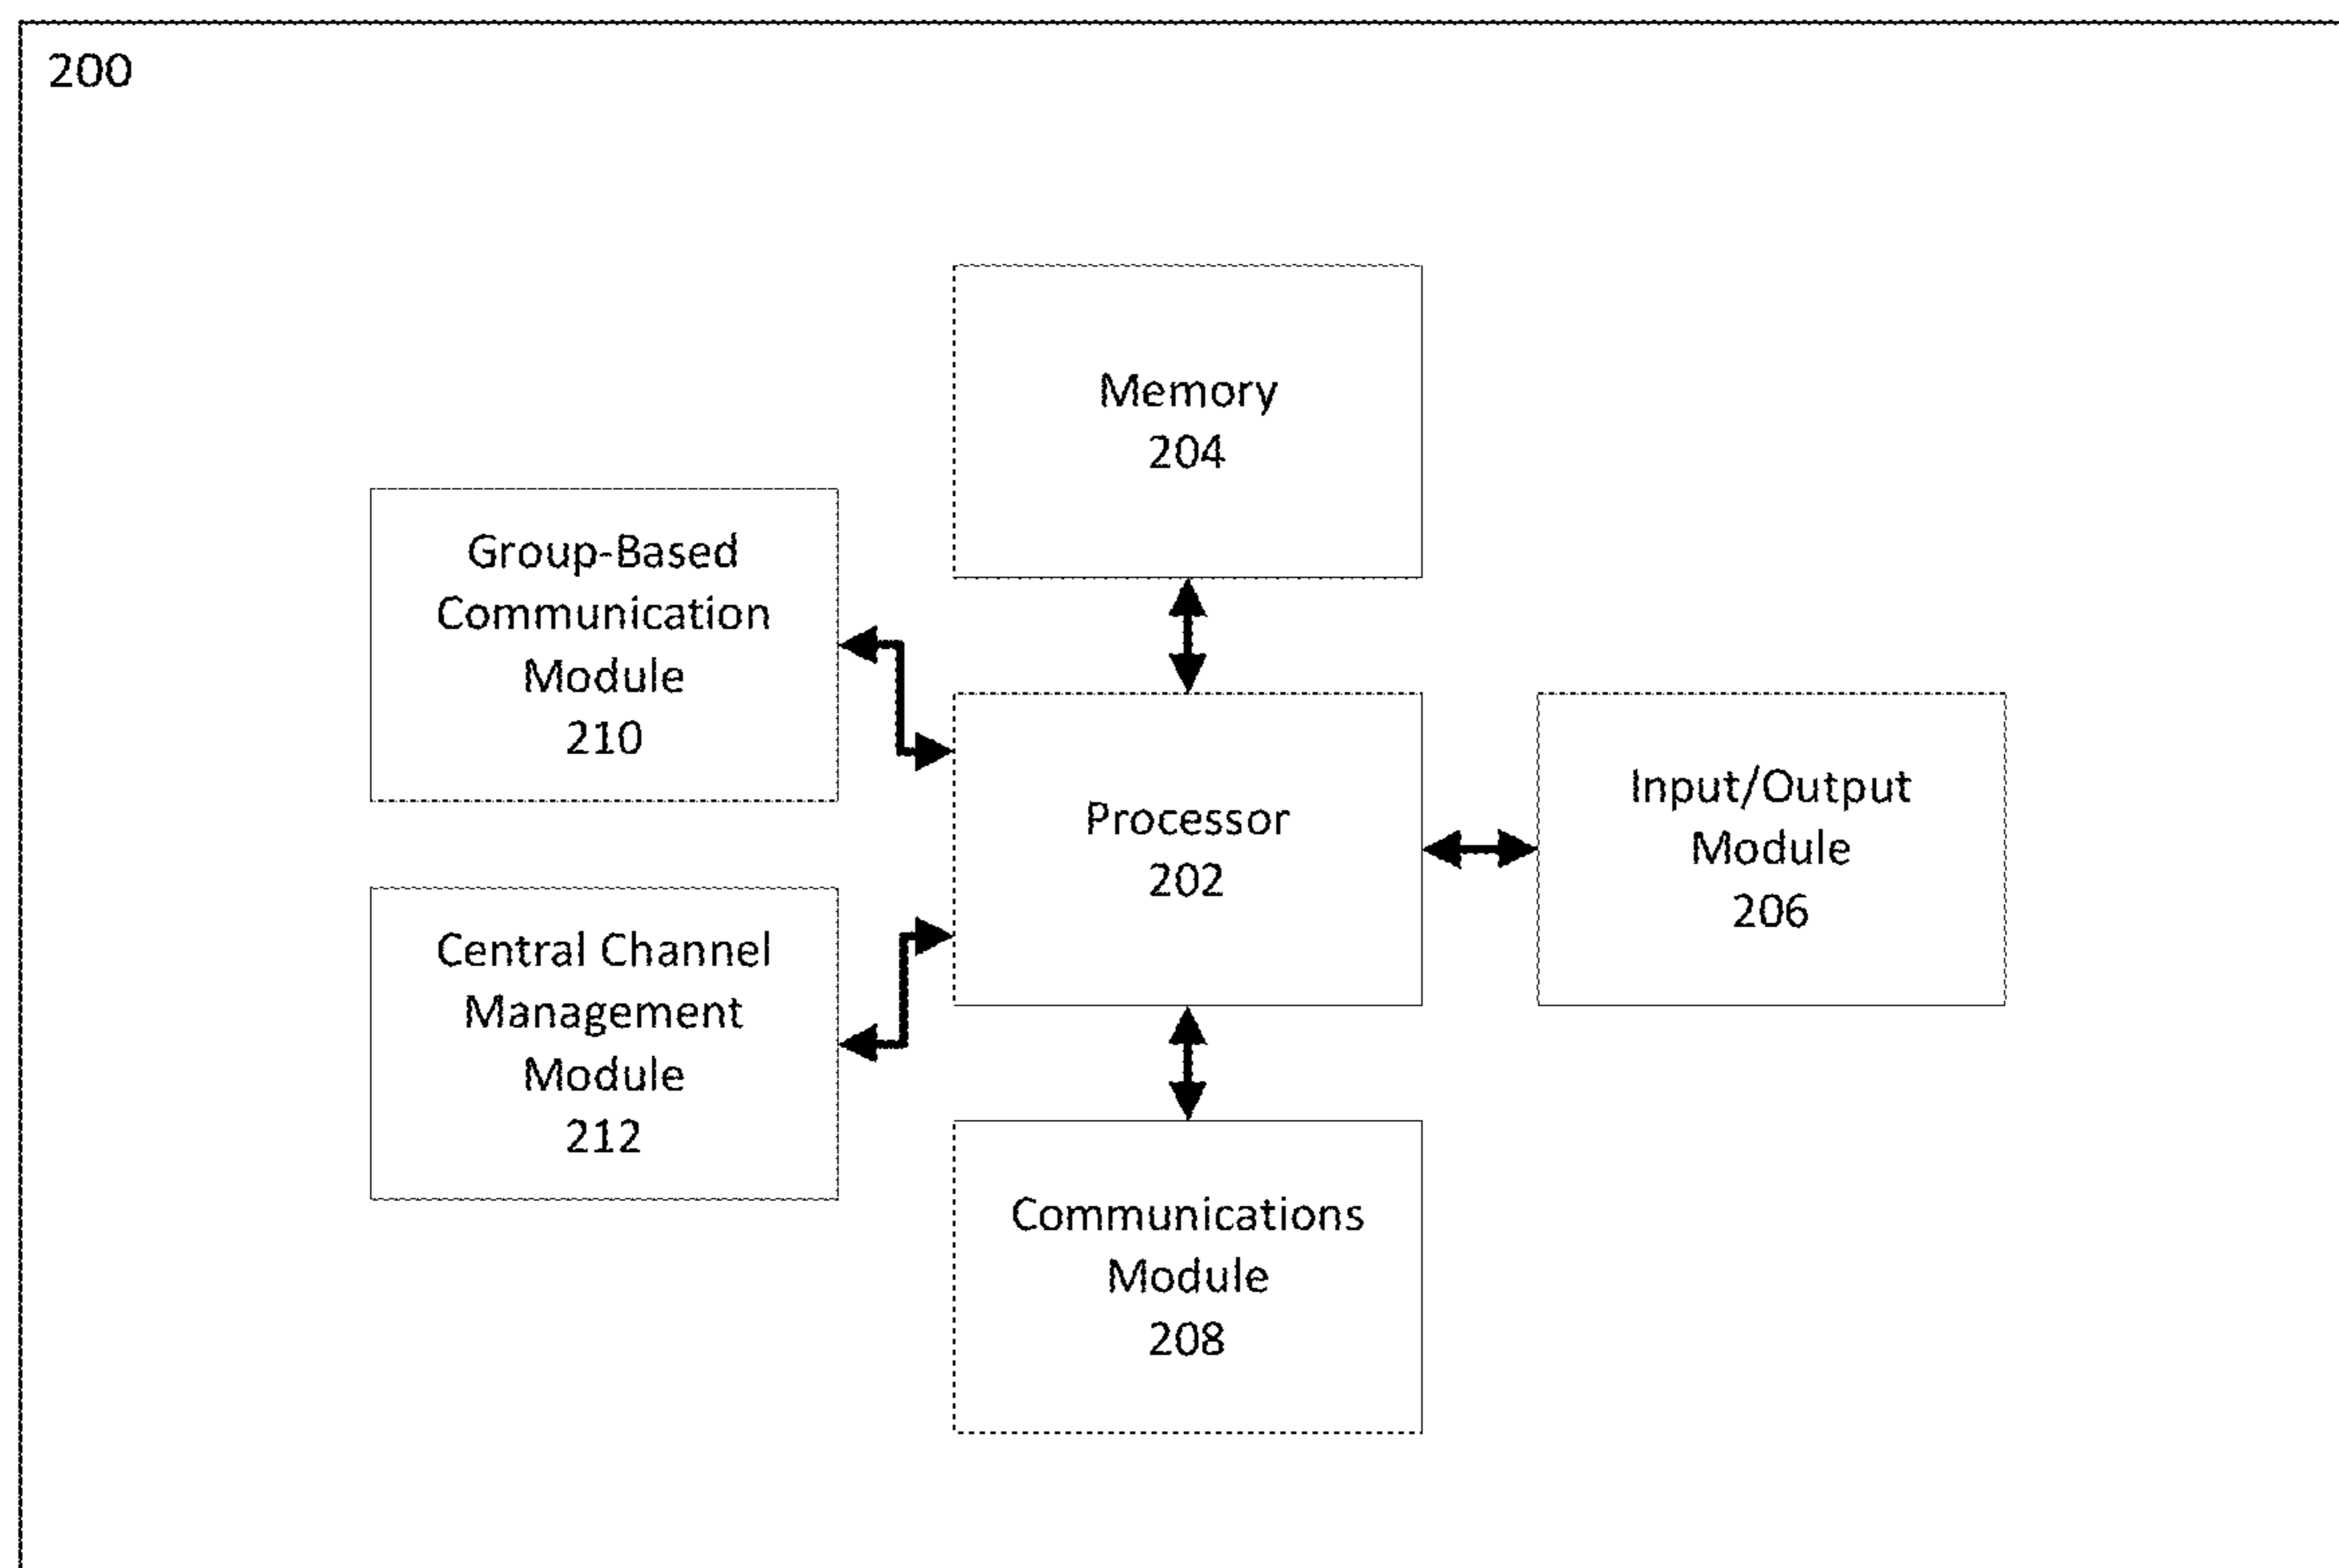 200
Memory
204
Group-Based
Communication
Module
210
Processor
202
Input/Output
Module
206
Central Channel
Management
Module
212
Communications
Module
208